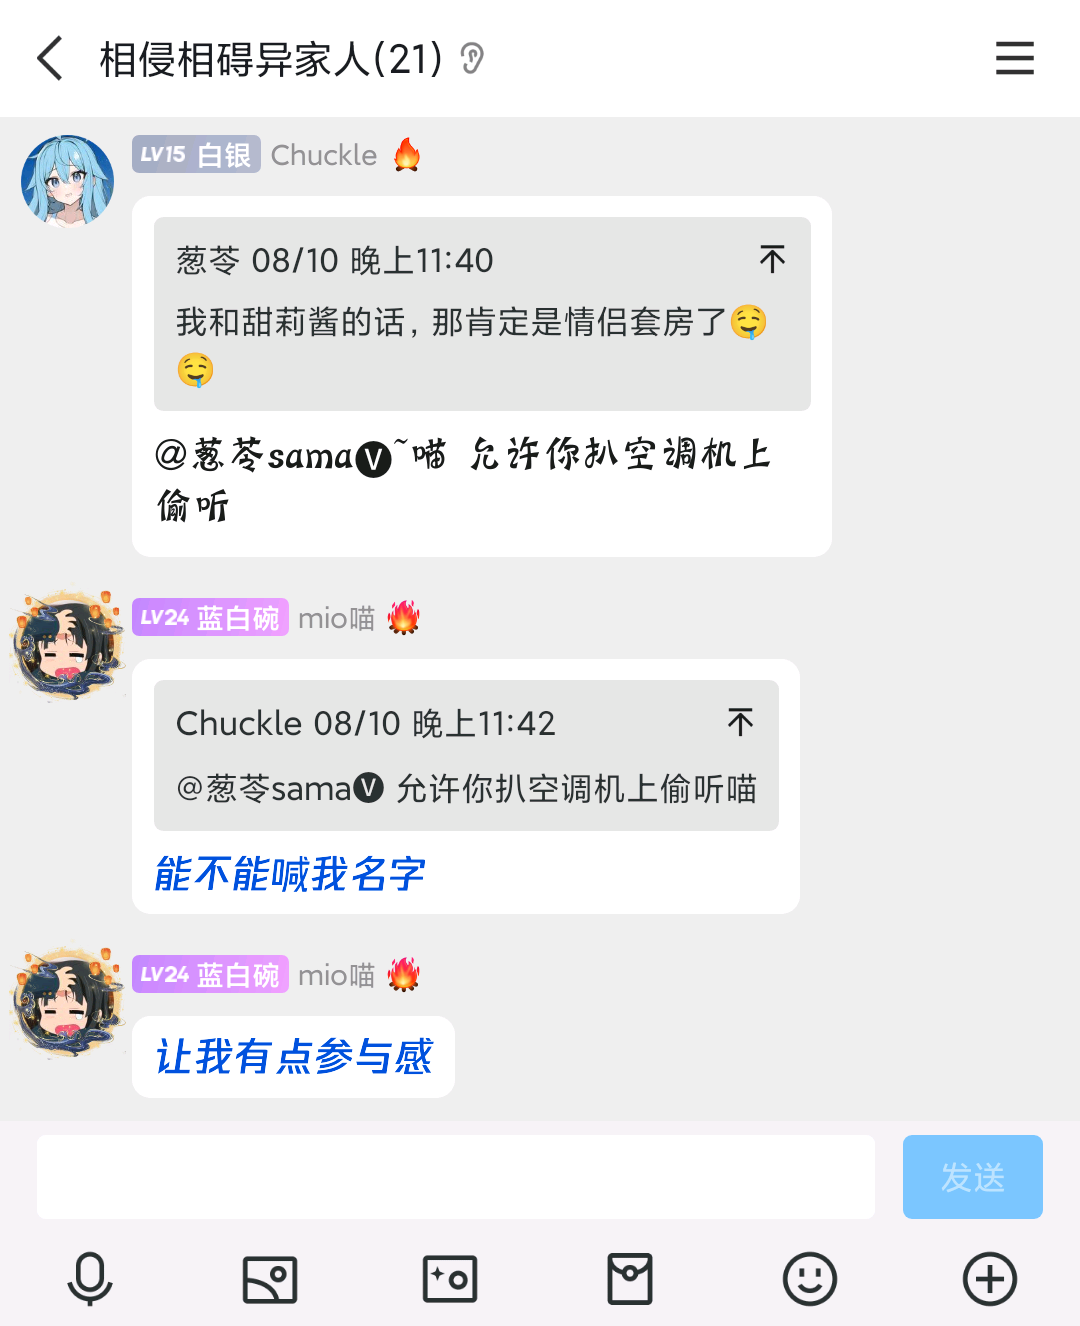 相侵相碍异家人(21)
LV15 白银 Chuckle
葱苓 08/10 晚上11:40
我和甜莉酱的话，那肯定是情侣套房了🤤
🤤
@葱苓samaⓥ~喵 允许你扒空调机上
偷听
LV24 蓝白碗 mio喵
Chuckle 08/10 晚上11:42
@葱苓samaⓥ 允许你扒空调机上偷听喵
能不能喊我名字
LV24 蓝白碗 mio喵
让我有点参与感
发送